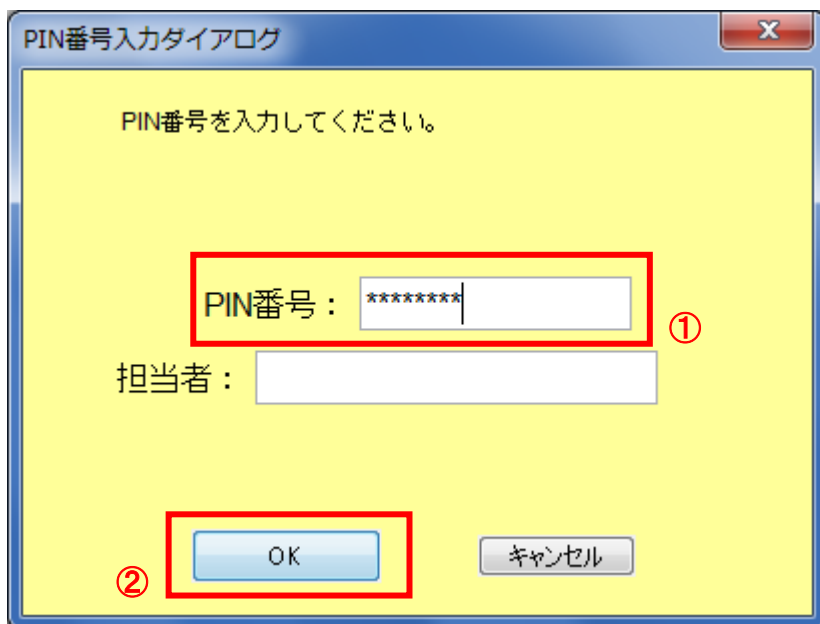 PIN番号入力ダイアログ
x
PIN番号を入力してください。
PIN番号： ********
①
担当者：
② OK キャンセル